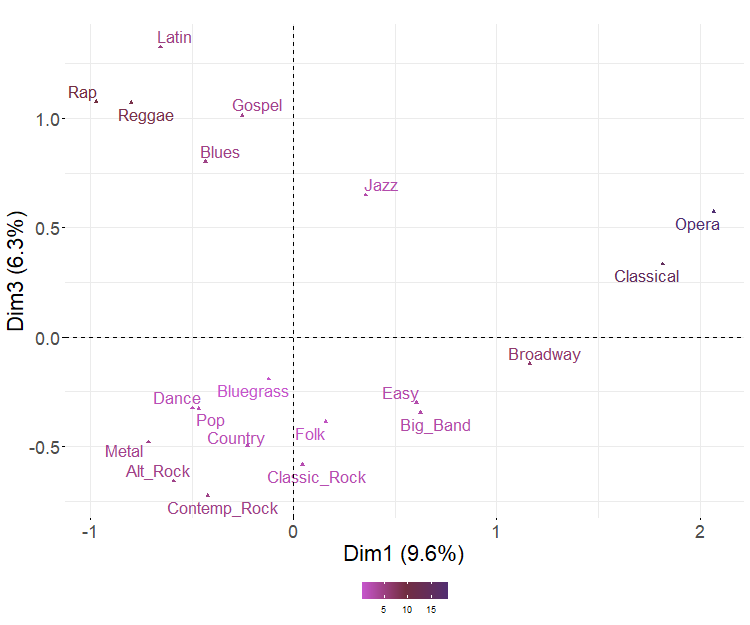 Latin
Rap
Reggae
Gospel
1.0
Blues
Jazz
0.5
Opera
Classical
Dim3 (6.3%)
0.0
Broadway
Bluegrass
Easy
Dance
Pop
Big_Band
Country
Folk
-0.5
Metal
Alt_Rock
Classic_Rock
Contemp_Rock
-1 0 1 2
Dim1 (9.6%)
5 10 15